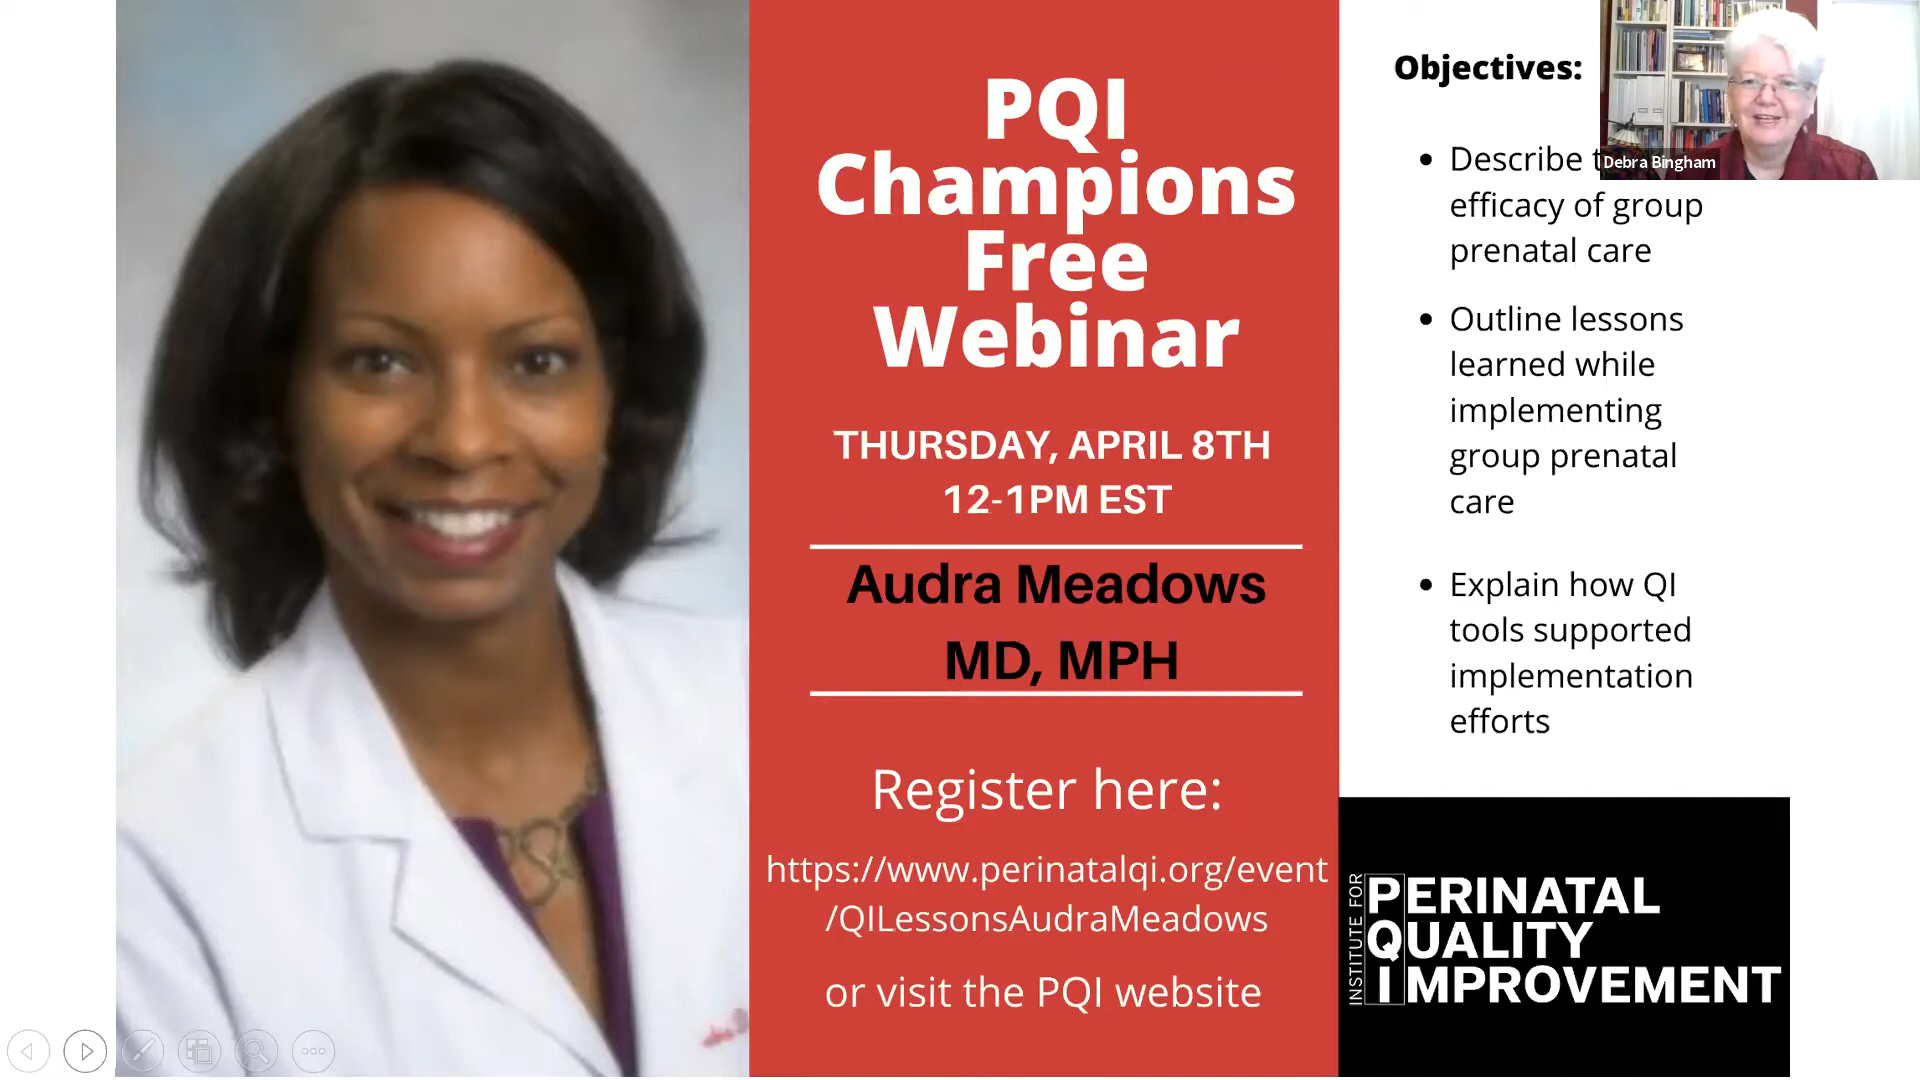 PQI
Champions
Free
Webinar
THURSDAY, APRIL 8TH
12-1PM EST
Audra Meadows
MD, MPH
Register here:
https://www.perinatalqi.org/event
/QILessonsAudraMeadows
or visit the PQI website
Objectives:
• Describe t
efficacy of group
prenatal care
• Outline lessons
learned while
implementing
group prenatal
care
• Explain how QI
tools supported
implementation
efforts
Debra Bingham
INSTITUTE FOR
PERINATAL
QUALITY
IMPROVEMENT